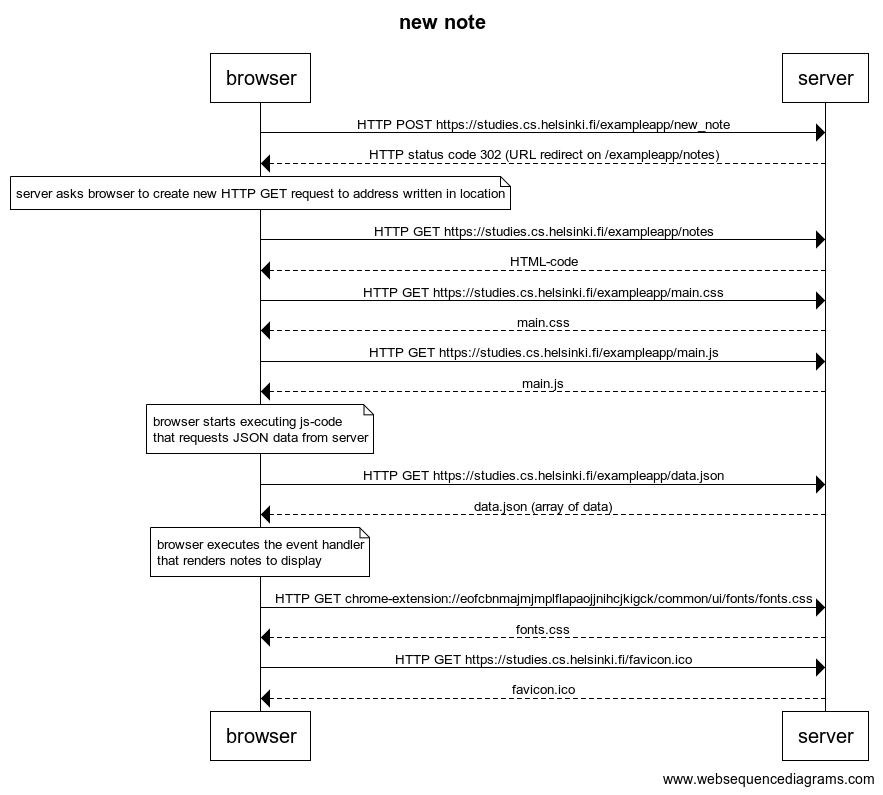 new note
browser
server
HTTP POST https://studies.cs.helsinki.fi/exampleapp/new_note
HTTP status code 302 (URL redirect on /exampleapp/notes)
server asks browser to create new HTTP GET request to address written in location
HTTP GET https://studies.cs.helsinki.fi/exampleapp/notes
HTML-code
HTTP GET https://studies.cs.helsinki.fi/exampleapp/main.css
main.css
HTTP GET https://studies.cs.helsinki.fi/exampleapp/main.js
main.js
browser starts executing js-code
that requests JSON data from server
HTTP GET https://studies.cs.helsinki.fi/exampleapp/data.json
data.json (array of data)
browser executes the event handler
that renders notes to display
HTTP GET chrome-extension://eofcbnmajmjmplflapaojjnihcjkigck/common/ui/fonts/fonts.css
fonts.css
HTTP GET https://studies.cs.helsinki.fi/favicon.ico
favicon.ico
browser
server
www.websequencediagrams.com